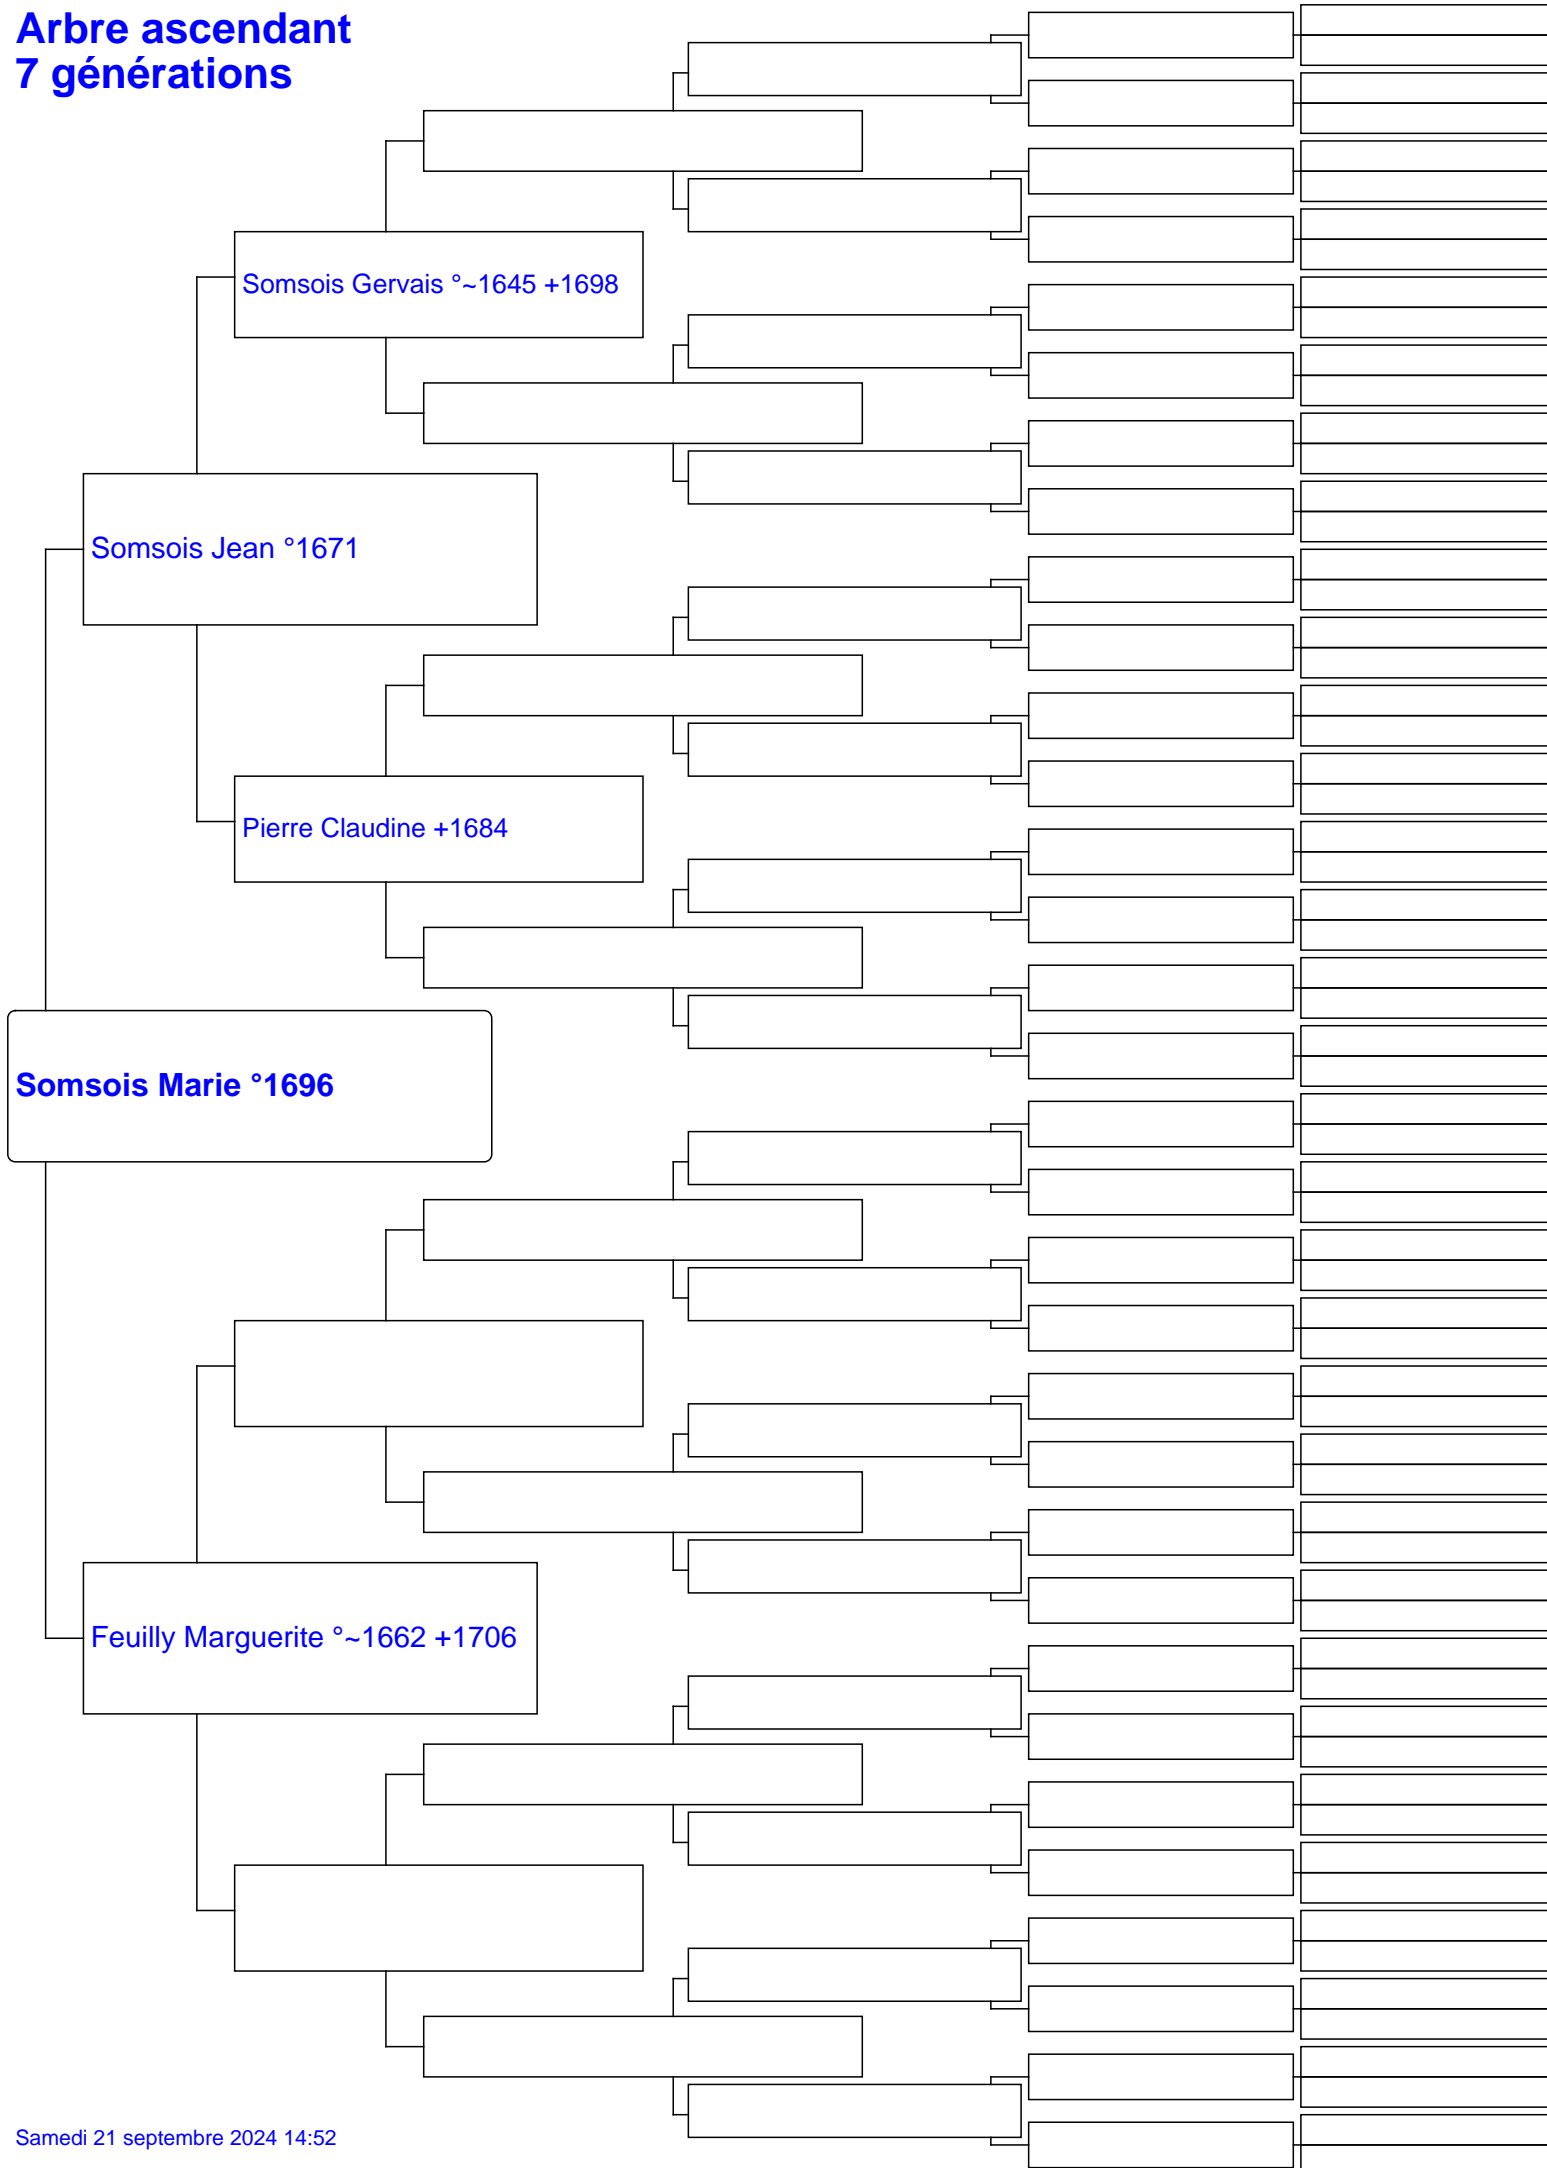 Arbre ascendant
7 générations
Somsois Gervais °~1645 +1698
Somsois Jean °1671
Pierre Claudine +1684
Somsois Marie °1696
Feuilly Marguerite °~1662 +1706
Samedi 21 septembre 2024 14:52